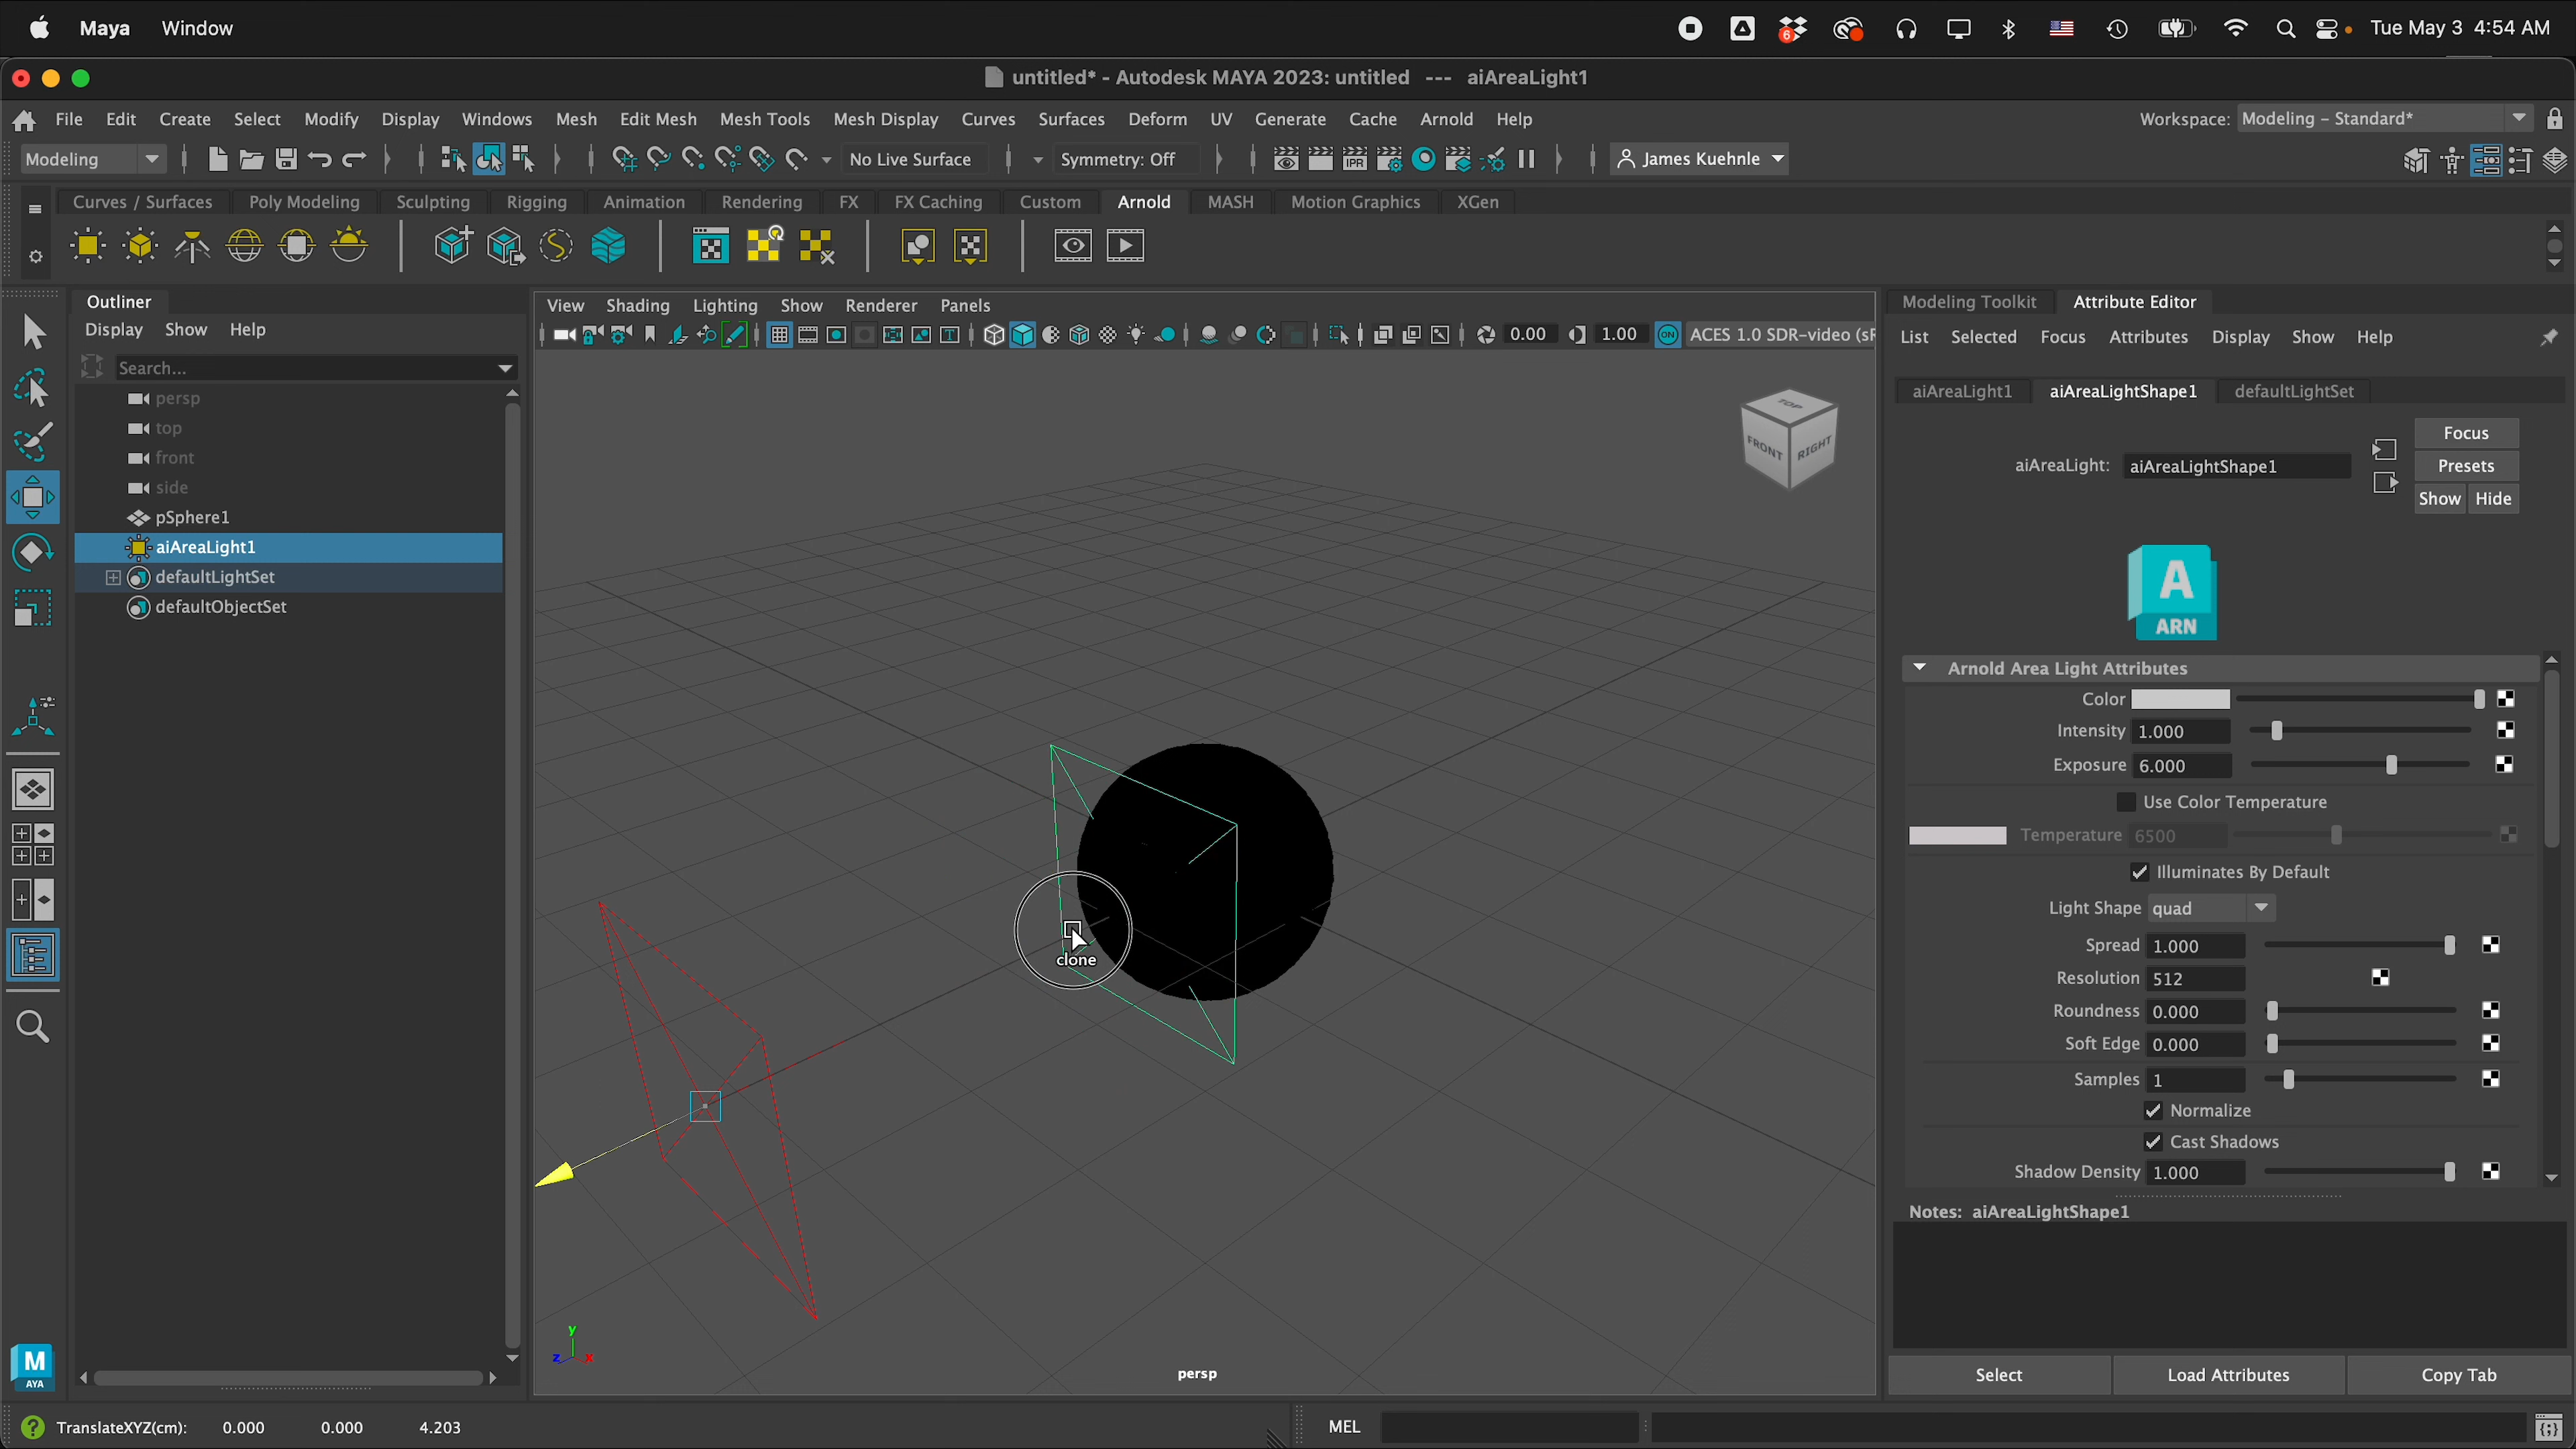 Maya Window Tue May 3 4:54 AM
6
untitled* - Autodesk MAYA 2023: untitled --- aiAreaLight1
File Edit Create Select Modify Display Windows Mesh Edit Mesh Mesh Tools Mesh Display Curves Surfaces Deform UV Generate Cache Arnold Help Workspace: Modeling - Standard*
Modeling No Live Surface Symmetry: Off IPR James Kuehnle
Curves / Surfaces Poly Modeling Sculpting Rigging Animation Rendering FX FX Caching Custom Arnold MASH Motion Graphics XGen
Outliner
Display Show Help
Search...
persp
top
front
side
pSphere1
aiAreaLight1
defaultLightSet
defaultObjectSet
View Shading Lighting Show Renderer Panels
0.00 1.00 ON ACES 1.0 SDR-video (sR
TOP
FRONT RIGHT
clone
y
z x
persp
Modeling Toolkit Attribute Editor
List Selected Focus Attributes Display Show Help
aiAreaLight1 aiAreaLightShape1 defaultLightSet
aiAreaLight: aiAreaLightShape1
Focus
Presets
Show Hide
A
ARN
Arnold Area Light Attributes
Color
Intensity 1.000
Exposure 6.000
Use Color Temperature
Temperature 6500
Illuminates By Default
Light Shape quad
Spread 1.000
Resolution 512
Roundness 0.000
Soft Edge 0.000
Samples 1
Normalize
Cast Shadows
Shadow Density 1.000
Notes: aiAreaLightShape1
Select Load Attributes Copy Tab
M
AYA
TranslateXYZ(cm): 0.000 0.000 4.203 MEL